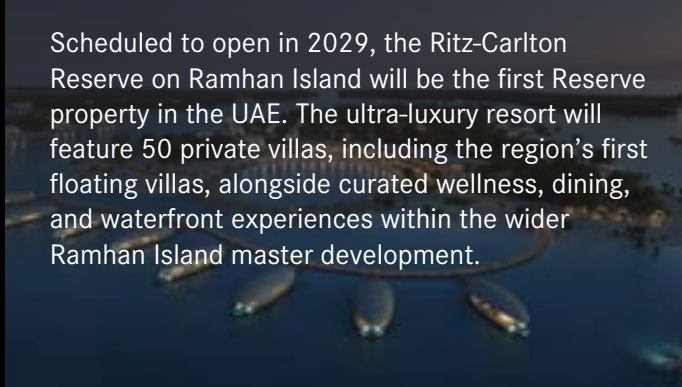 Scheduled to open in 2029, the Ritz-Carlton
Reserve on Ramhan Island will be the first Reserve
property in the UAE. The ultra-luxury resort will
feature 50 private villas, including the region’s first
floating villas, alongside curated wellness, dining,
and waterfront experiences within the wider
Ramhan Island master development.